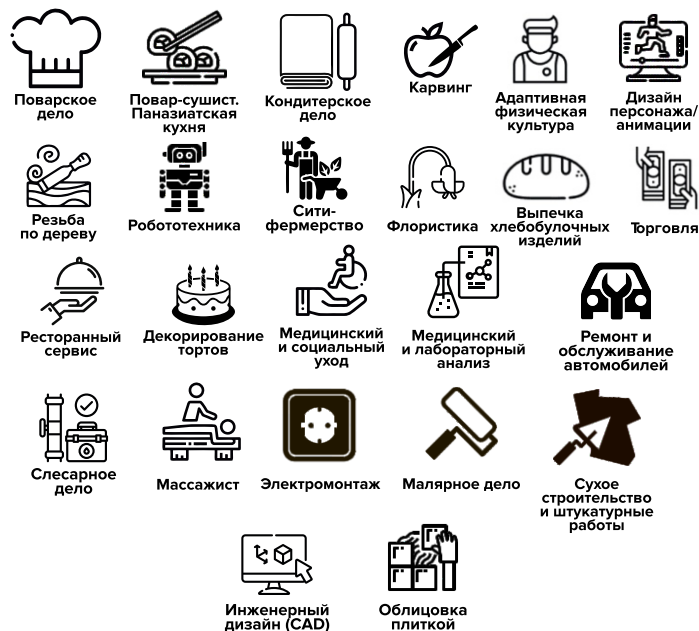 Поварское
дело
Повар-сушист.
Паназиатская
кухня
Кондитерское
дело
Карвинг
Адаптивная
физическая
культура
Дизайн
персонажа/
анимации
Резьба
по дереву
Робототехника
Сити-
фермерство
Флористика
Выпечка
хлебобулочных
изделий
Торговля
Ресторанный
сервис
Декорирование
тортов
Медицинский
и социальный
уход
Медицинский
и лабораторный
анализ
Ремонт и
обслуживание
автомобилей
Слесарное
дело
Массажист
Электромонтаж
Малярное дело
Сухое
строительство
и штукатурные
работы
Инженерный
дизайн (CAD)
Облицовка
плиткой